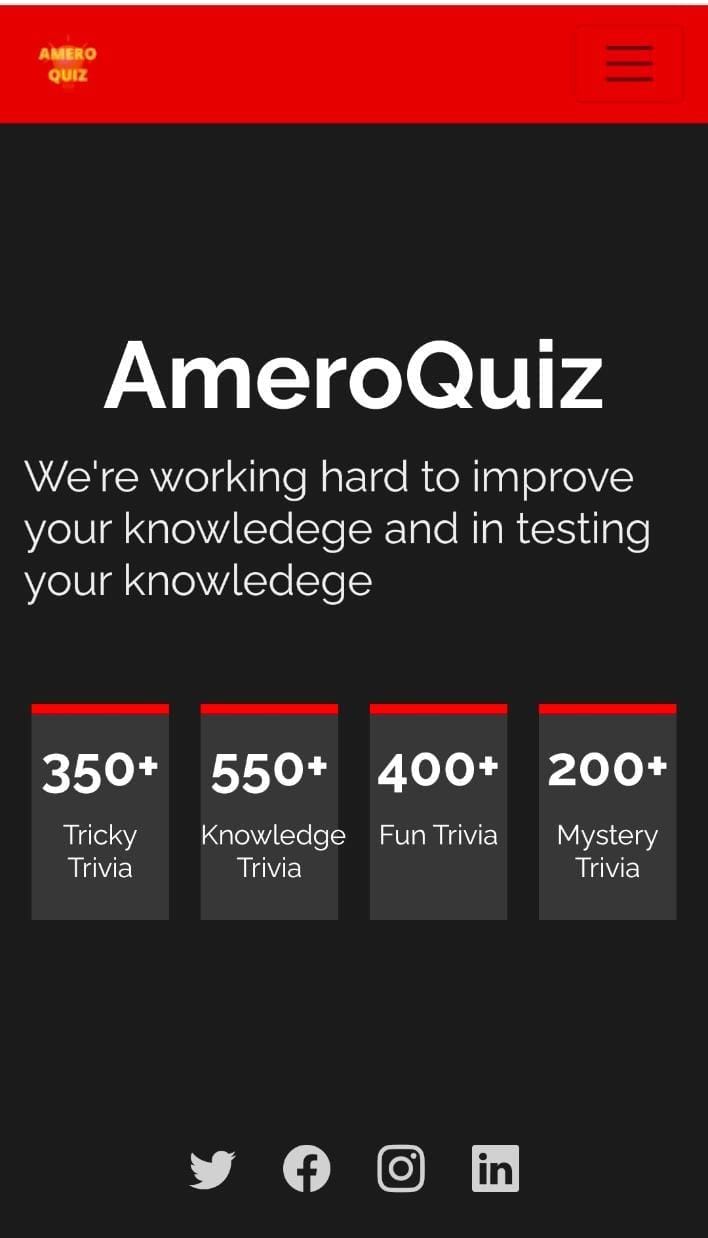 AMERO
QUIZ
AmeroQuiz
We're working hard to improve
your knowledege and in testing
your knowledege
350+
Tricky
Trivia
550+
Knowledge
Trivia
400+
Fun Trivia
200+
Mystery
Trivia
in